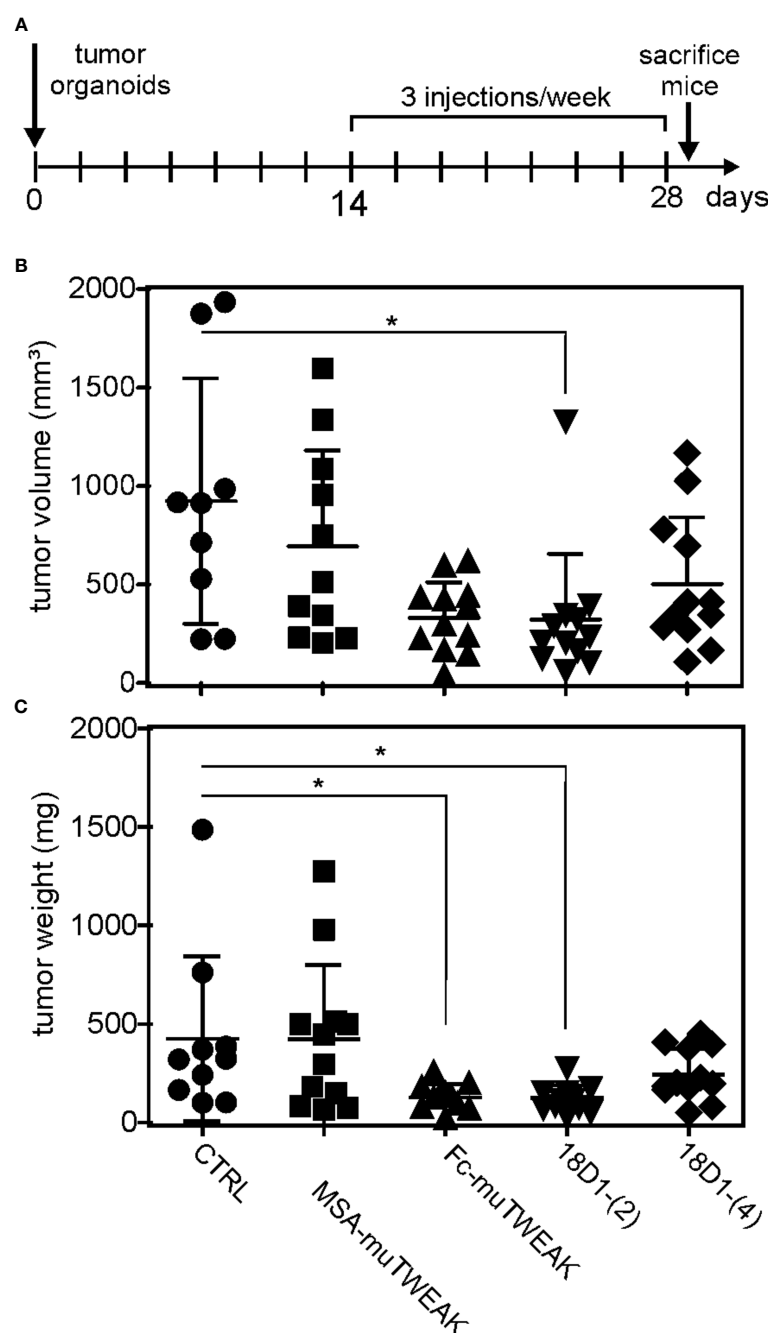 A
tumor
organoids
sacrifice
mice
3 injections/week
0
14
28
days
B
tumor volume (mm³)
2000
1500
1000
500
0
*
C
tumor weight (mg)
2000
1500
1000
500
0
*
*
CTRL
MSA-muTWEAK
Fc-muTWEAK
18D1-(2)
18D1-(4)